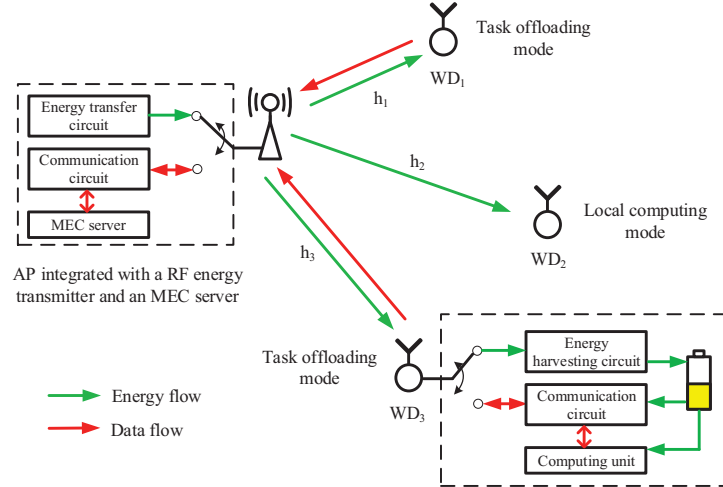 Task offloading
mode
WD1
h1
Energy transfer
circuit
Communication
circuit
MEC server
AP integrated with a RF energy
transmitter and an MEC server
h2
Local computing
mode
WD2
h3
Task offloading
mode
WD3
Energy
harvesting circuit
Communication
circuit
Computing unit
Energy flow
Data flow